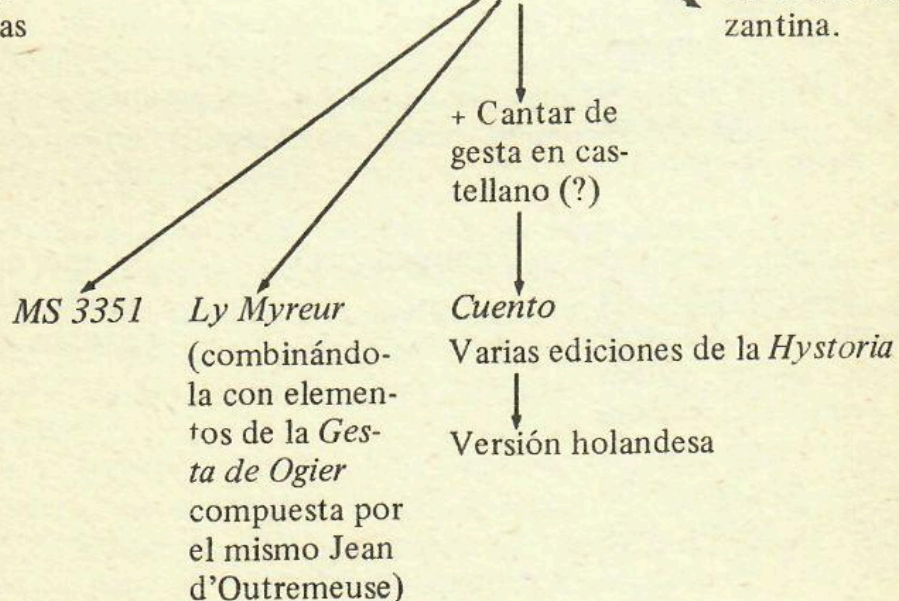 as
zantina.
+ Cantar de
gesta en cas-
tellano (?)
MS 3351
Ly Myreur
(combinándo-
la con elemen-
tos de la Ges-
ta de Ogier
compuesta por
el mismo Jean
d'Outremeuse)
Cuento
Varias ediciones de la Hystoria
Versión holandesa